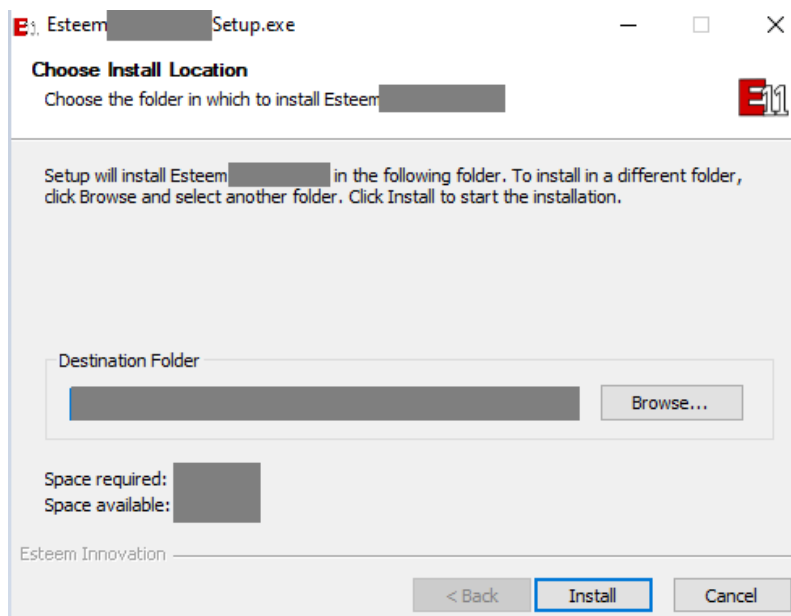 E11 Esteem Setup.exe
Choose Install Location
Choose the folder in which to install Esteem
E11
Setup will install Esteem in the following folder. To install in a different folder,
click Browse and select another folder. Click Install to start the installation.
Destination Folder
Browse...
Space required:
Space available:
Esteem Innovation
< Back Install Cancel